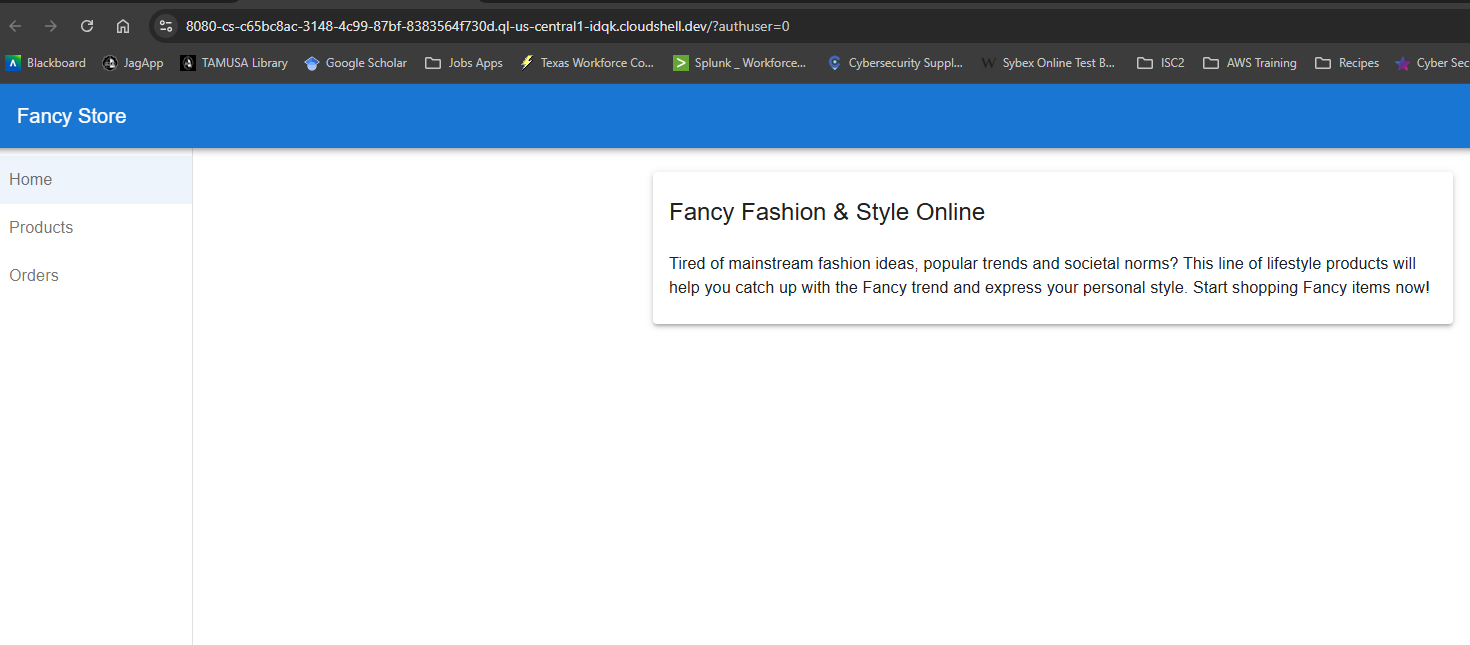 8080-cs-c65bc8ac-3148-4c99-87bf-8383564f730d.ql-us-central1-idqk.cloudshell.dev/?authuser=0
Blackboard JagApp TAMUSA Library Google Scholar Jobs Apps Texas Workforce Co... Splunk _ Workforce... Cybersecurity Suppl... Sybex Online Test B... ISC2 AWS Training Recipes Cyber Sec
Fancy Store
Home
Products
Orders
Fancy Fashion & Style Online
Tired of mainstream fashion ideas, popular trends and societal norms? This line of lifestyle products will
help you catch up with the Fancy trend and express your personal style. Start shopping Fancy items now!